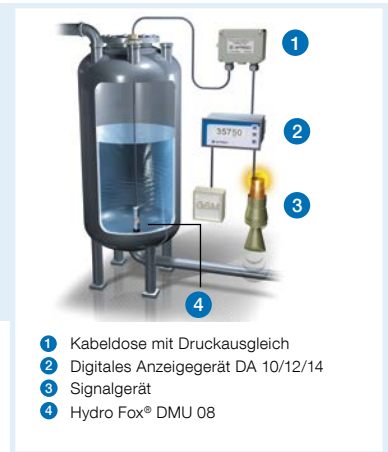 1
35750
2
GSM
3
4
1 Kabeldose mit Druckausgleich
2 Digitales Anzeigegerät DA 10/12/14
3 Signalgerät
4 Hydro Fox® DMU 08